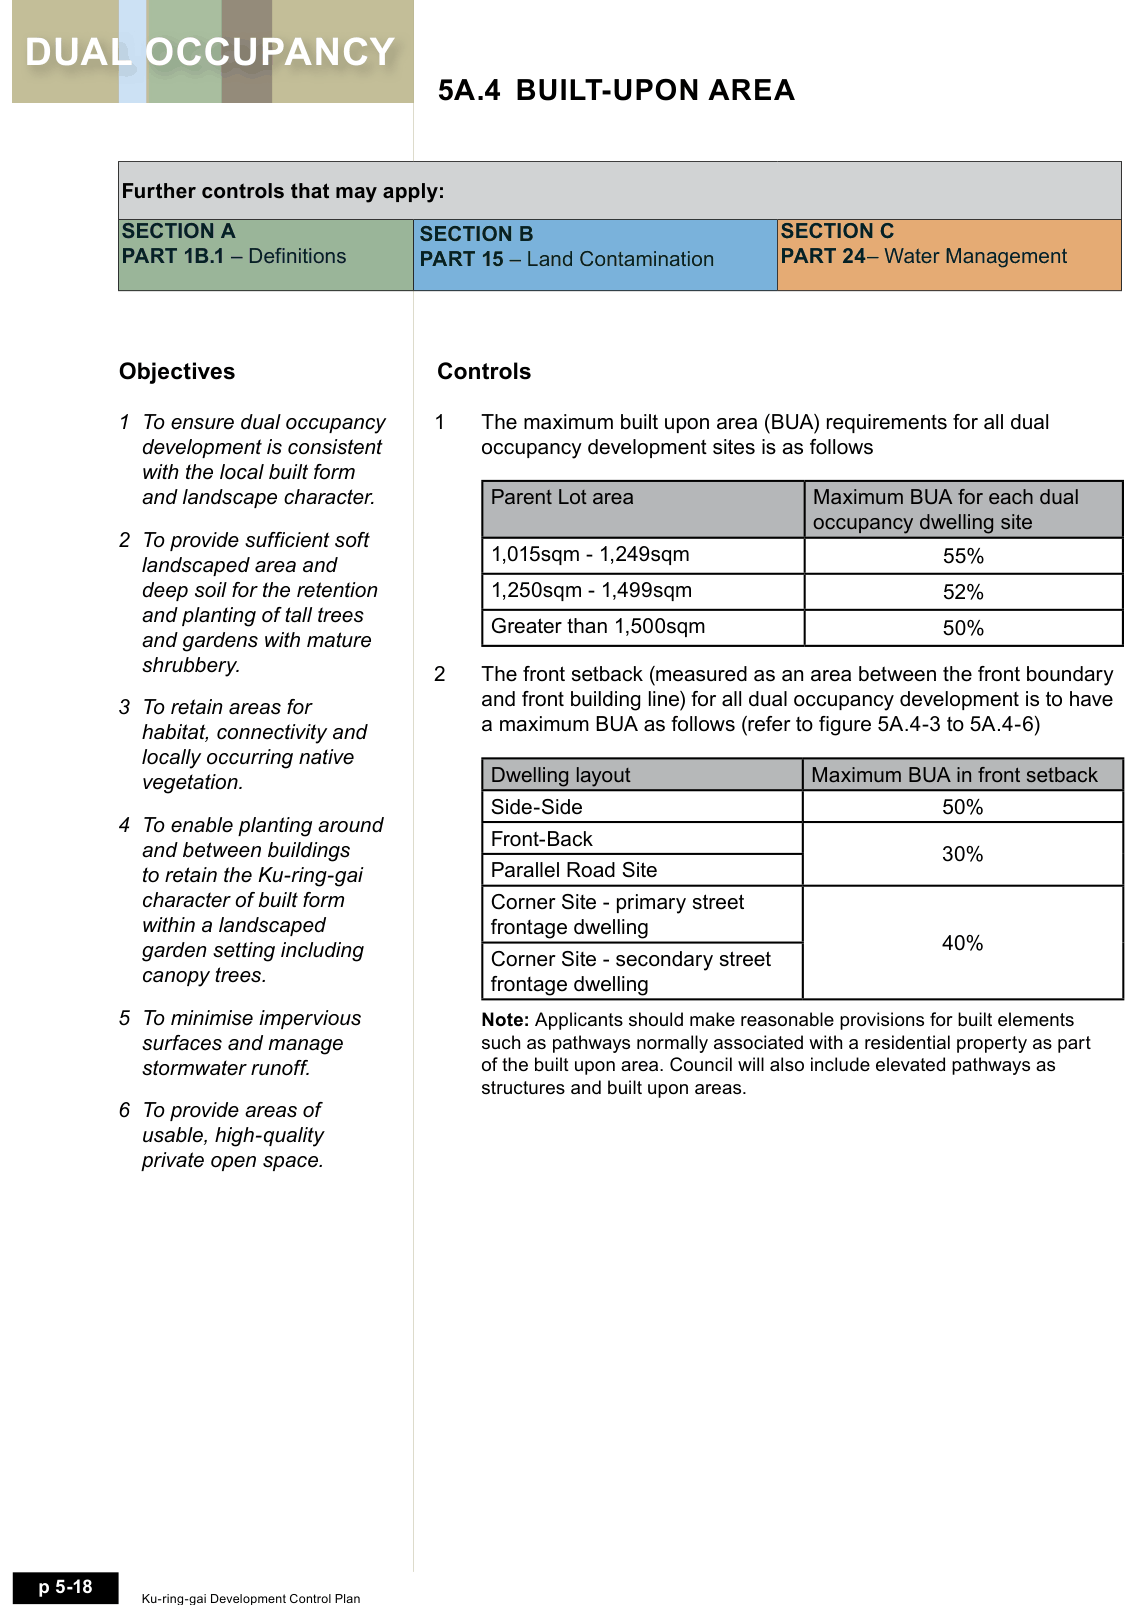 DUAL OCCUPANCY
5A.4 BUILT-UPON AREA
Further controls that may apply:
SECTION A
PART 1B.1 – Definitions
SECTION B
PART 15 – Land Contamination
SECTION C
PART 24– Water Management
Objectives
1 To ensure dual occupancy
development is consistent
with the local built form
and landscape character.
2 To provide sufficient soft
landscaped area and
deep soil for the retention
and planting of tall trees
and gardens with mature
shrubbery.
3 To retain areas for
habitat, connectivity and
locally occurring native
vegetation.
4 To enable planting around
and between buildings
to retain the Ku-ring-gai
character of built form
within a landscaped
garden setting including
canopy trees.
5 To minimise impervious
surfaces and manage
stormwater runoff.
6 To provide areas of
usable, high-quality
private open space.
Controls
1 The maximum built upon area (BUA) requirements for all dual
occupancy development sites is as follows
Parent Lot area
Maximum BUA for each dual
occupancy dwelling site
1,015sqm - 1,249sqm 55%
1,250sqm - 1,499sqm 52%
Greater than 1,500sqm 50%
2 The front setback (measured as an area between the front boundary
and front building line) for all dual occupancy development is to have
a maximum BUA as follows (refer to figure 5A.4-3 to 5A.4-6)
Dwelling layout Maximum BUA in front setback
Side-Side 50%
Front-Back
30%
Parallel Road Site
Corner Site - primary street
frontage dwelling
40%
Corner Site - secondary street
frontage dwelling
Note: Applicants should make reasonable provisions for built elements
such as pathways normally associated with a residential property as part
of the built upon area. Council will also include elevated pathways as
structures and built upon areas.
p 5-18
Ku-ring-gai Development Control Plan